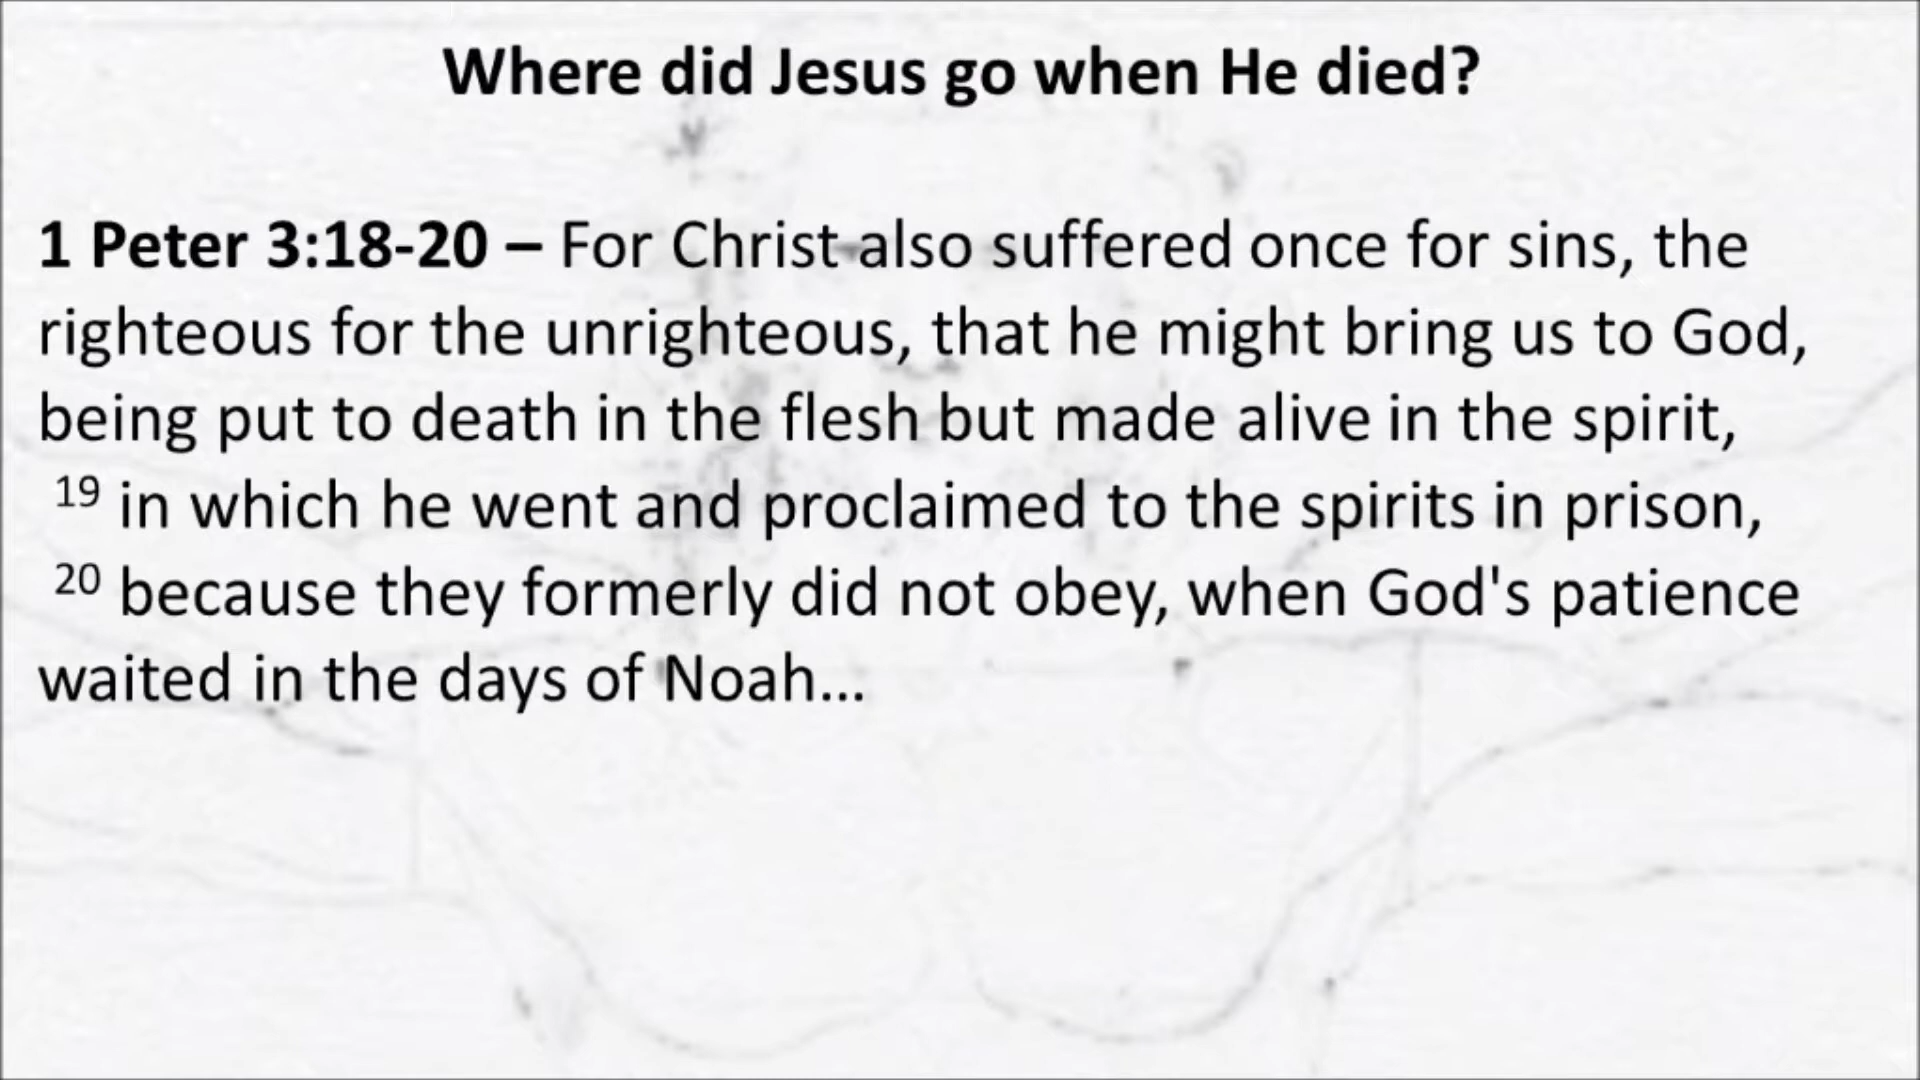 Where did Jesus go when He died?
1 Peter 3:18-20 – For Christ also suffered once for sins, the
righteous for the unrighteous, that he might bring us to God,
being put to death in the flesh but made alive in the spirit,
19 in which he went and proclaimed to the spirits in prison,
20 because they formerly did not obey, when God's patience
waited in the days of Noah...